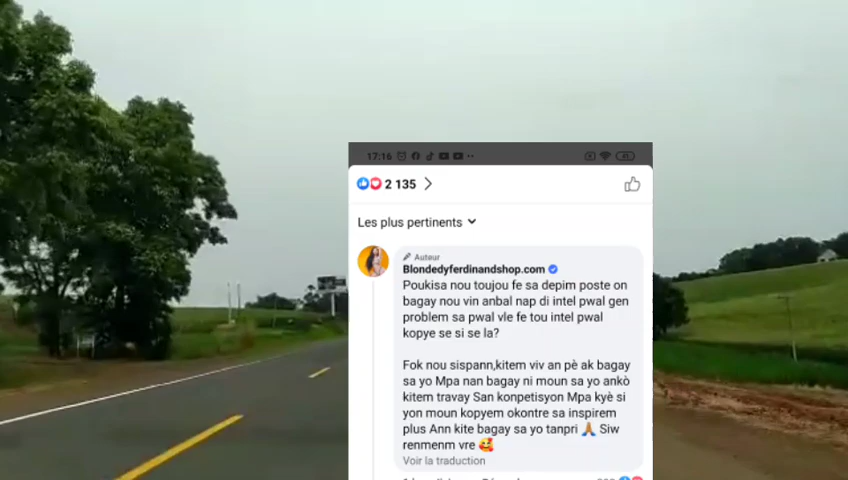 17:16
2 135
Les plus pertinents
Auteur
Blondedyferdinandshop.com
Poukisa nou toujou fe sa depim poste on
bagay nou vin anbal nap di intel pwal gen
problem sa pwal vle fe tou intel pwal
kopye se si se la?
Fok nou sispann,kitem viv an pè ak bagay
sa yo Mpa nan bagay ni moun sa yo ankò
kitem travay San konpetisyon Mpa kyè si
yon moun kopyem okontre sa inspirem
plus Ann kite bagay sa yo tanpri 🙏 Siw
renmenm vre 🥰
Voir la traduction